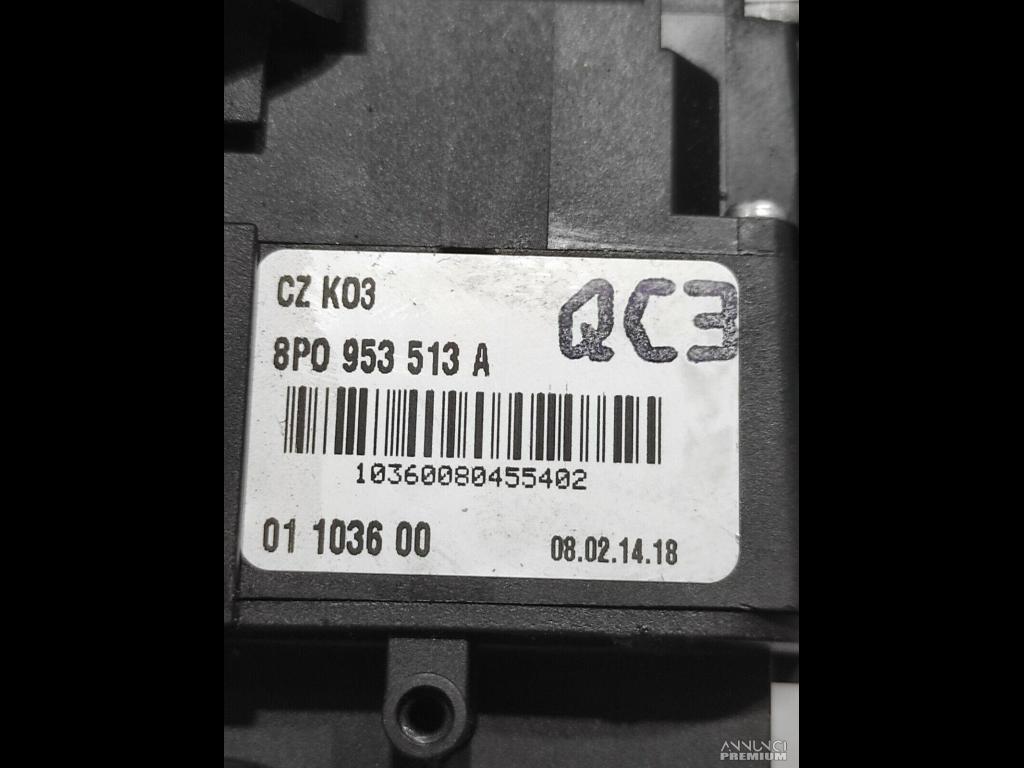 CZ K03
QC3
8P0 953 513 A
10360080455402
01 1036 00
08.02.14.18
ANNUNCI
PREMIUM